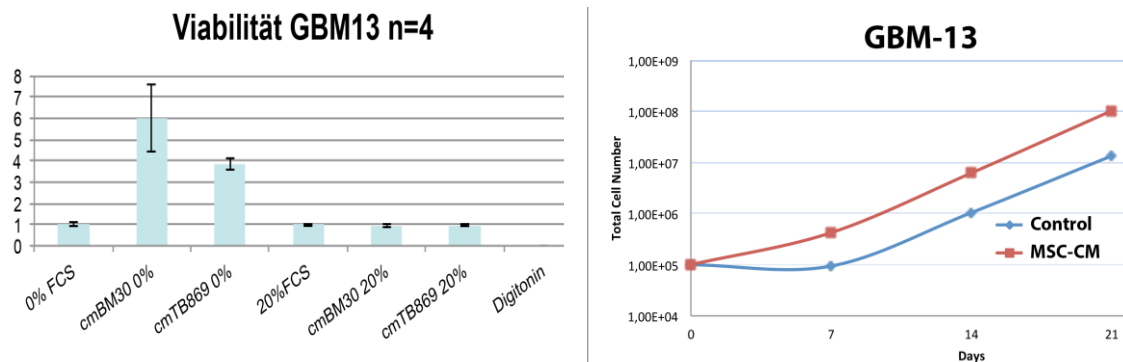 Viabilität GBM13 n=4
8
7
6
5
4
3
2
1
0
0% FCS
cmBM30 0%
cmTB869 0%
20%FCS
cmBM30 20%
cmTB869 20%
Digitonin
GBM-13
1,00E+09
1,00E+08
1,00E+07
1,00E+06
1,00E+05
1,00E+04
Total Cell Number
Control
MSC-CM
0 7 14 21
Days